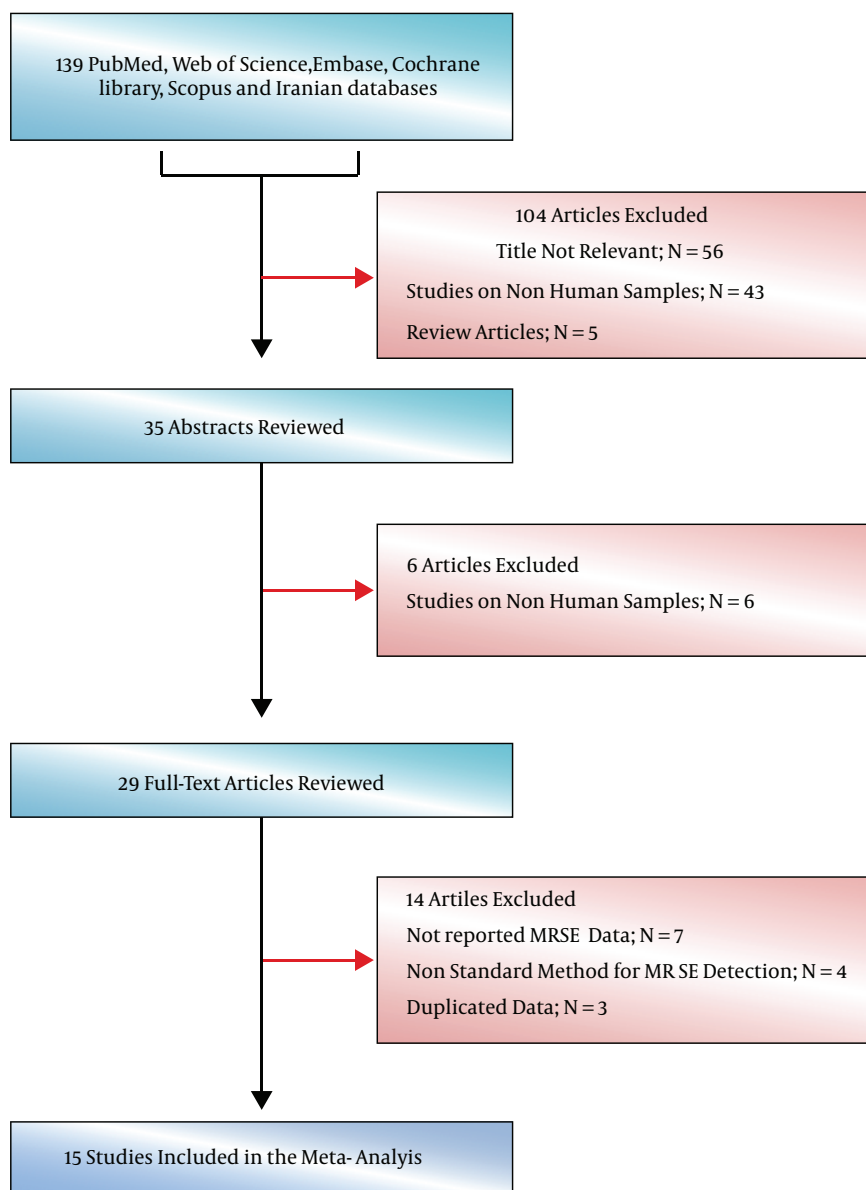 139 PubMed, Web of Science,Embase, Cochrane
library, Scopus and Iranian databases
104 Articles Excluded
Title Not Relevant; N = 56
Studies on Non Human Samples; N = 43
Review Articles; N = 5
35 Abstracts Reviewed
6 Articles Excluded
Studies on Non Human Samples; N = 6
29 Full-Text Articles Reviewed
14 Artiles Excluded
Not reported MRSE Data; N = 7
Non Standard Method for MR SE Detection; N = 4
Duplicated Data; N = 3
15 Studies Included in the Meta- Analyis